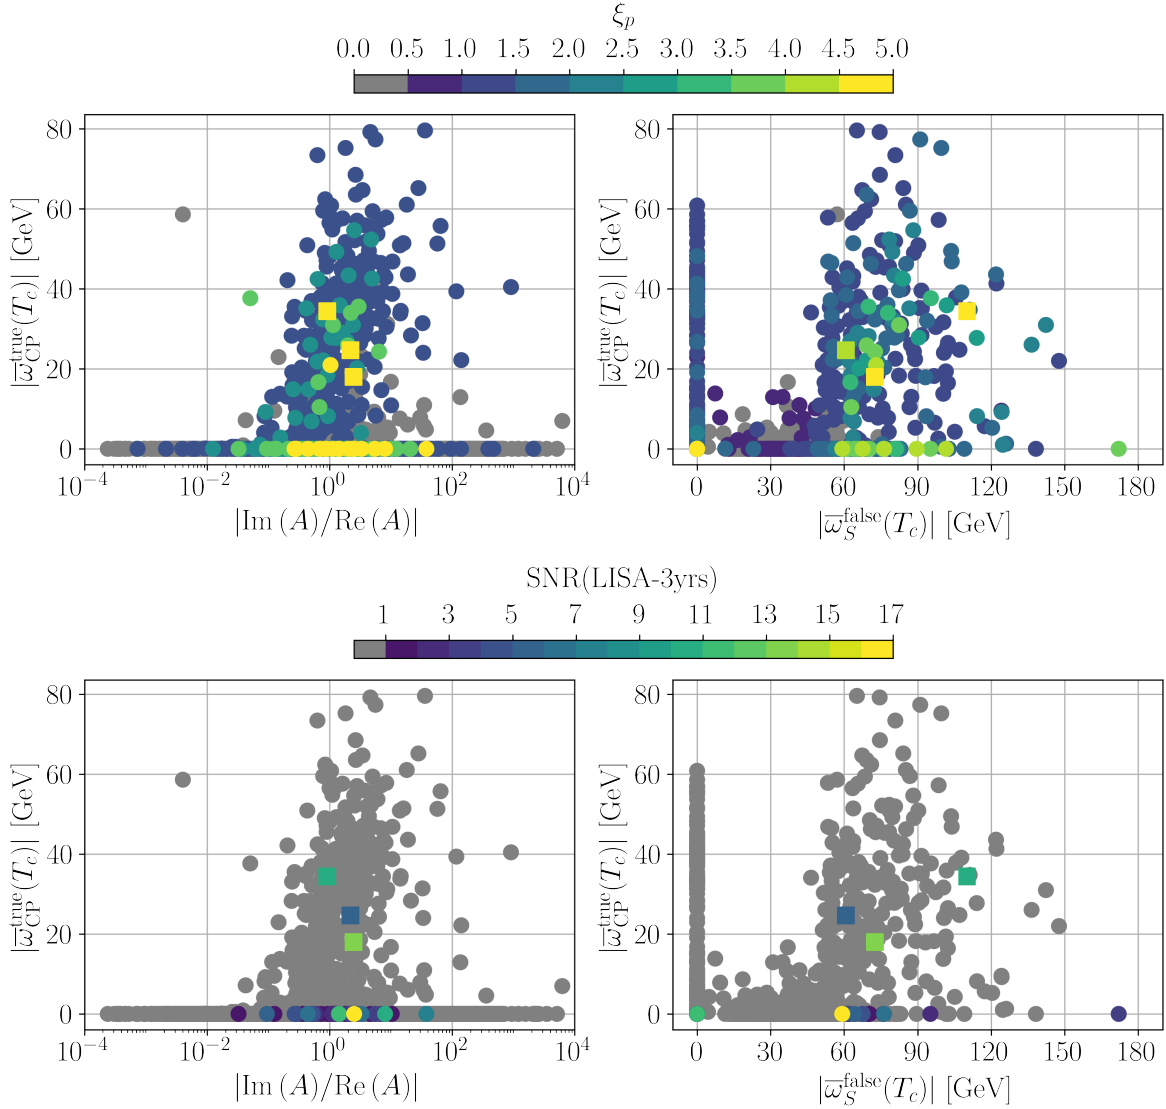 ξ_p
0.0 0.5 1.0 1.5 2.0 2.5 3.0 3.5 4.0 4.5 5.0
|ω̅_CP^true(T_c)| [GeV]
80
60
40
20
0
10^−4 10^−2 10^0 10^2 10^4
|Im (A)/Re (A)|
|ω̅_CP^true(T_c)| [GeV]
80
60
40
20
0
0 30 60 90 120 150 180
|ω̅_S^false(T_c)| [GeV]
SNR(LISA-3yrs)
1 3 5 7 9 11 13 15 17
|ω̅_CP^true(T_c)| [GeV]
80
60
40
20
0
10^−4 10^−2 10^0 10^2 10^4
|Im (A)/Re (A)|
|ω̅_CP^true(T_c)| [GeV]
80
60
40
20
0
0 30 60 90 120 150 180
|ω̅_S^false(T_c)| [GeV]